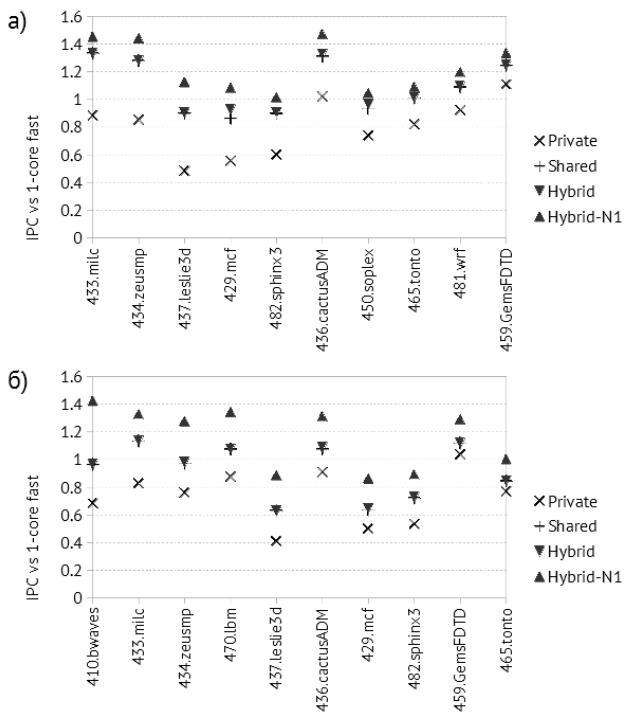 а)
IPC vs 1-core fast
1.6
1.4
1.2
1
0.8
0.6
0.4
0.2
0
433.milc
434.zeusmp
437.leslie3d
429.mcf
482.sphinx3
436.cactusADM
450.soplex
465.tonto
481.wrf
459.GemsFDTD
Private
Shared
Hybrid
Hybrid-N1
б)
IPC vs 1-core fast
1.6
1.4
1.2
1
0.8
0.6
0.4
0.2
0
410.bwaves
433.milc
434.zeusmp
470.lbm
437.leslie3d
436.cactusADM
429.mcf
482.sphinx3
459.GemsFDTD
465.tonto
Private
Shared
Hybrid
Hybrid-N1